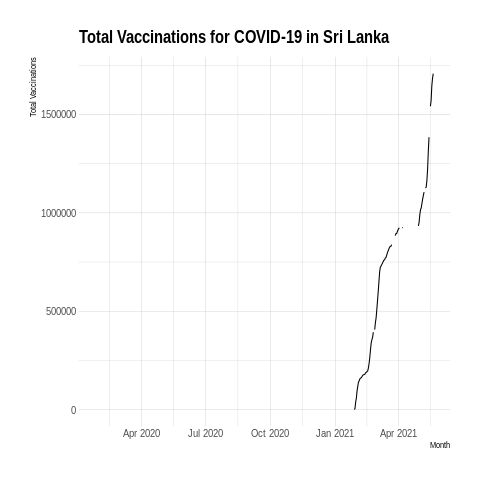 Total Vaccinations for COVID-19 in Sri Lanka
Total Vaccinations
1500000
1000000
500000
0
Apr 2020 Jul 2020 Oct 2020 Jan 2021 Apr 2021
Month